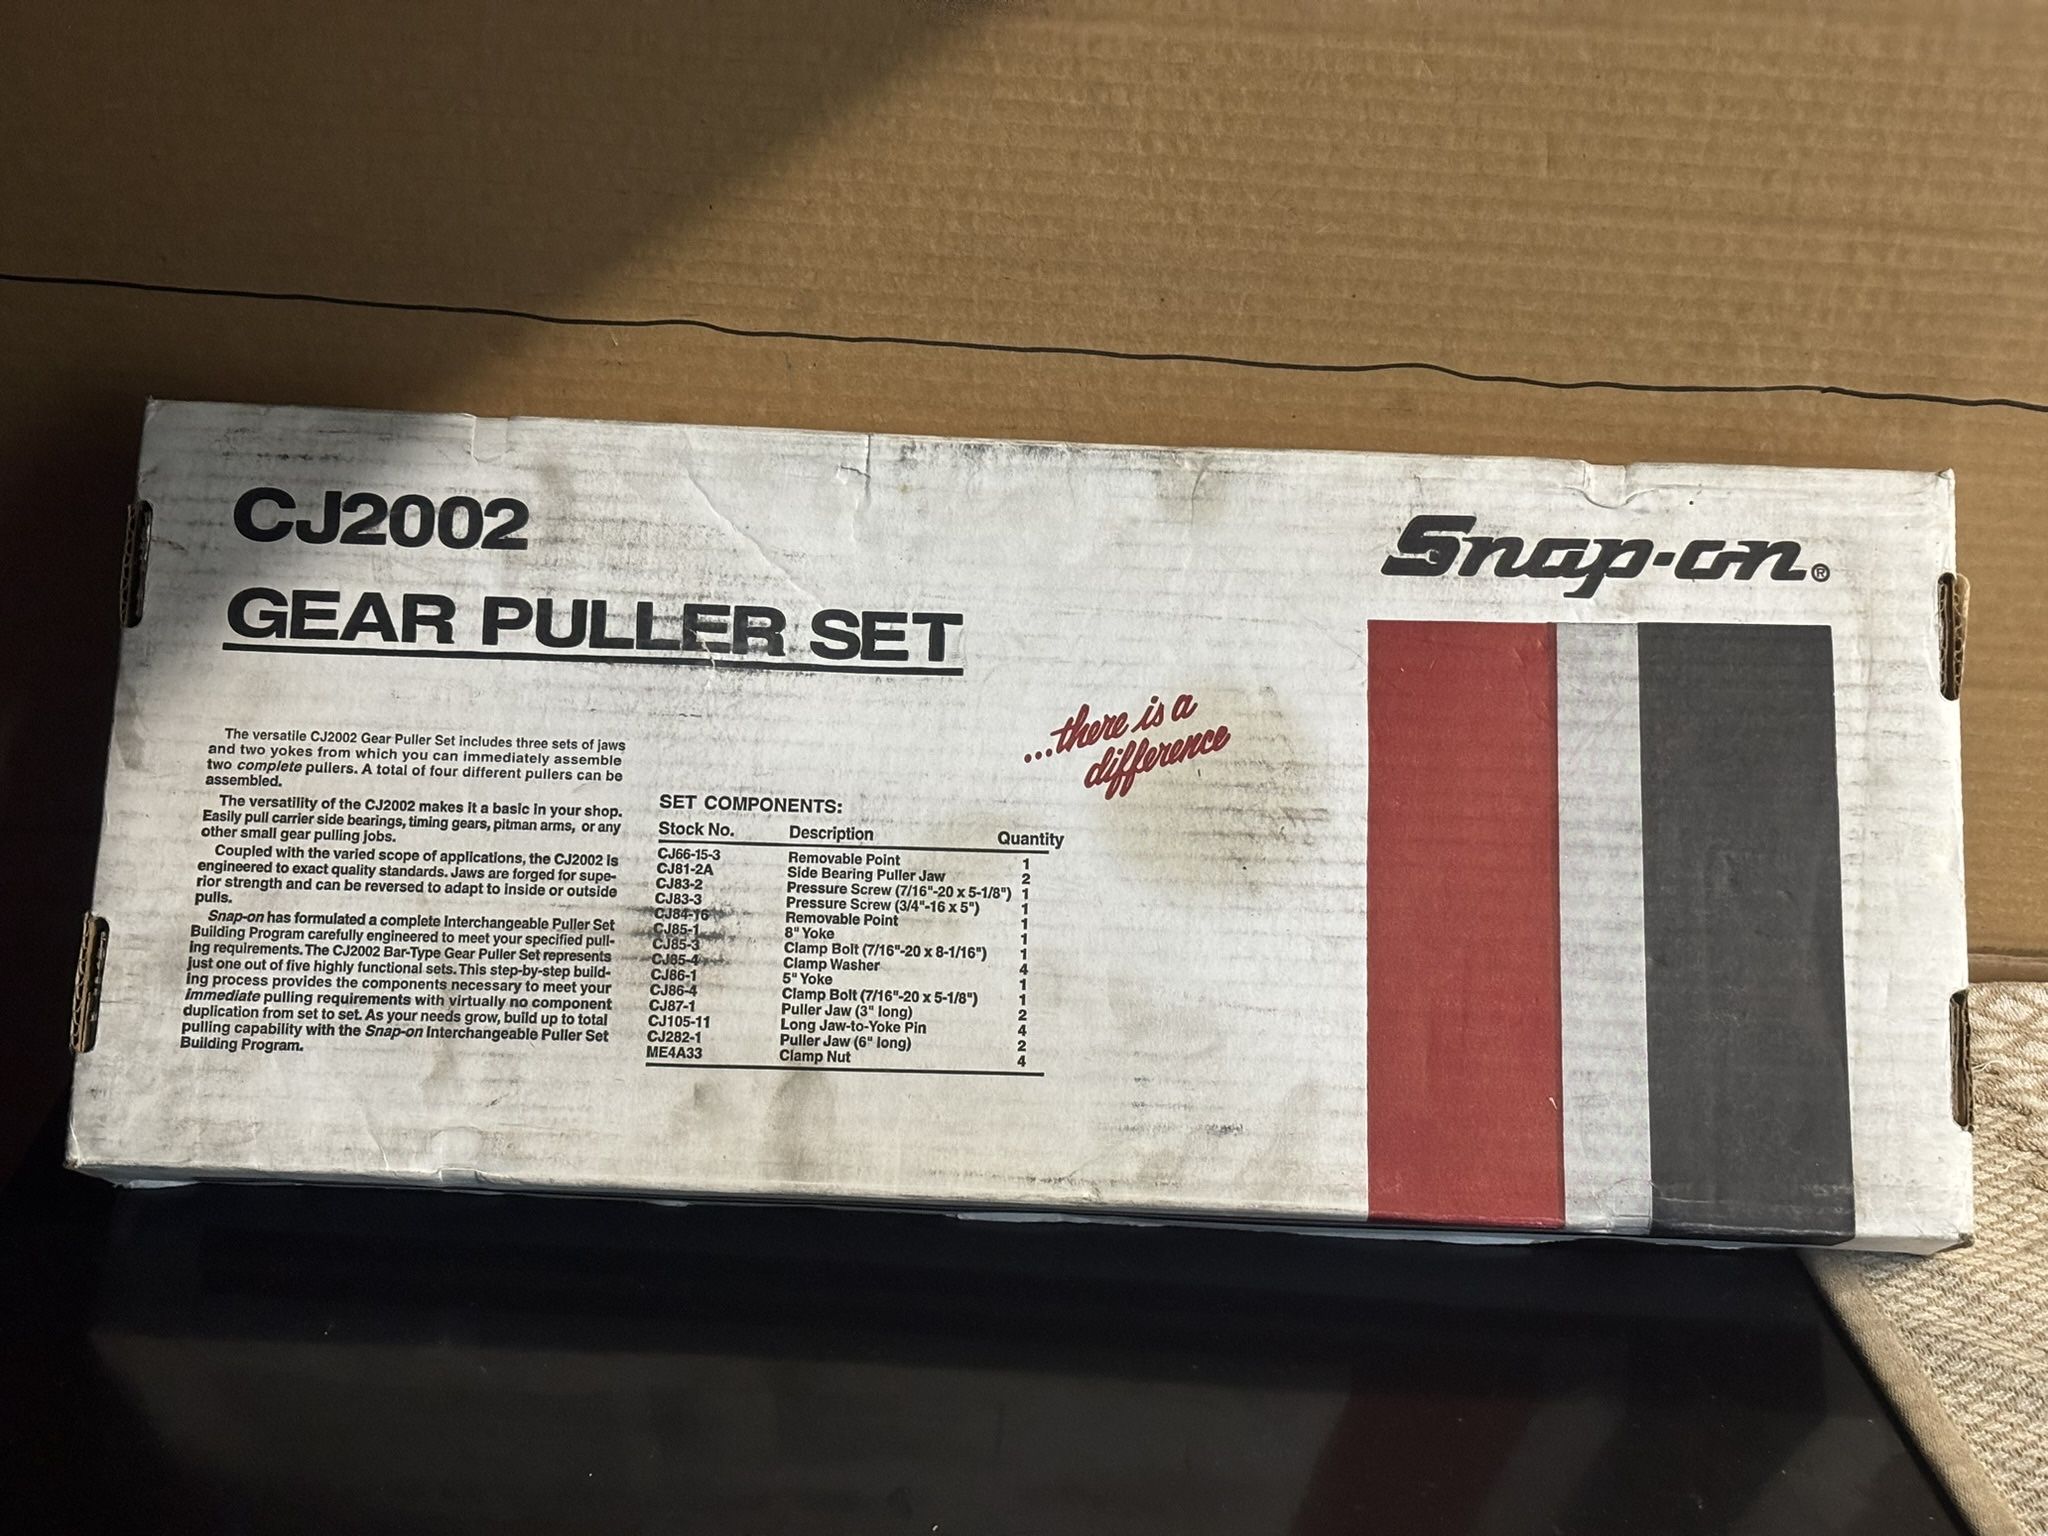 CJ2002
GEAR PULLER SET
Snap-on®
...there is a
difference
The versatile CJ2002 Gear Puller Set includes three sets of jaws
and two yokes from which you can immediately assemble
two complete pullers. A total of four different pullers can be
assembled.
The versatility of the CJ2002 makes it a basic in your shop.
Easily pull carrier side bearings, timing gears, pitman arms, or any
other small gear pulling jobs.
Coupled with the varied scope of applications, the CJ2002 is
engineered to exact quality standards. Jaws are forged for supe-
rior strength and can be reversed to adapt to inside or outside
pulls.
Snap-on has formulated a complete Interchangeable Puller Set
Building Program carefully engineered to meet your specified pull-
ing requirements. The CJ2002 Bar-Type Gear Puller Set represents
just one out of five highly functional sets. This step-by-step build-
ing process provides the components necessary to meet your
immediate pulling requirements with virtually no component
duplication from set to set. As your needs grow, build up to total
pulling capability with the Snap-on Interchangeable Puller Set
Building Program.
SET COMPONENTS:
Stock No. Description Quantity
CJ66-15-3 Removable Point 1
CJ81-2A Side Bearing Puller Jaw 2
CJ83-2 Pressure Screw (7/16"-20 x 5-1/8") 1
CJ83-3 Pressure Screw (3/4"-16 x 5") 1
CJ84-16 Removable Point 1
CJ85-1 8" Yoke 1
CJ85-3 Clamp Bolt (7/16"-20 x 8-1/16") 1
CJ85-4 Clamp Washer 4
CJ86-1 5" Yoke 1
CJ86-4 Clamp Bolt (7/16"-20 x 5-1/8") 1
CJ87-1 Puller Jaw (3" long) 2
CJ105-11 Long Jaw-to-Yoke Pin 4
CJ282-1 Puller Jaw (6" long) 2
ME4A33 Clamp Nut 4